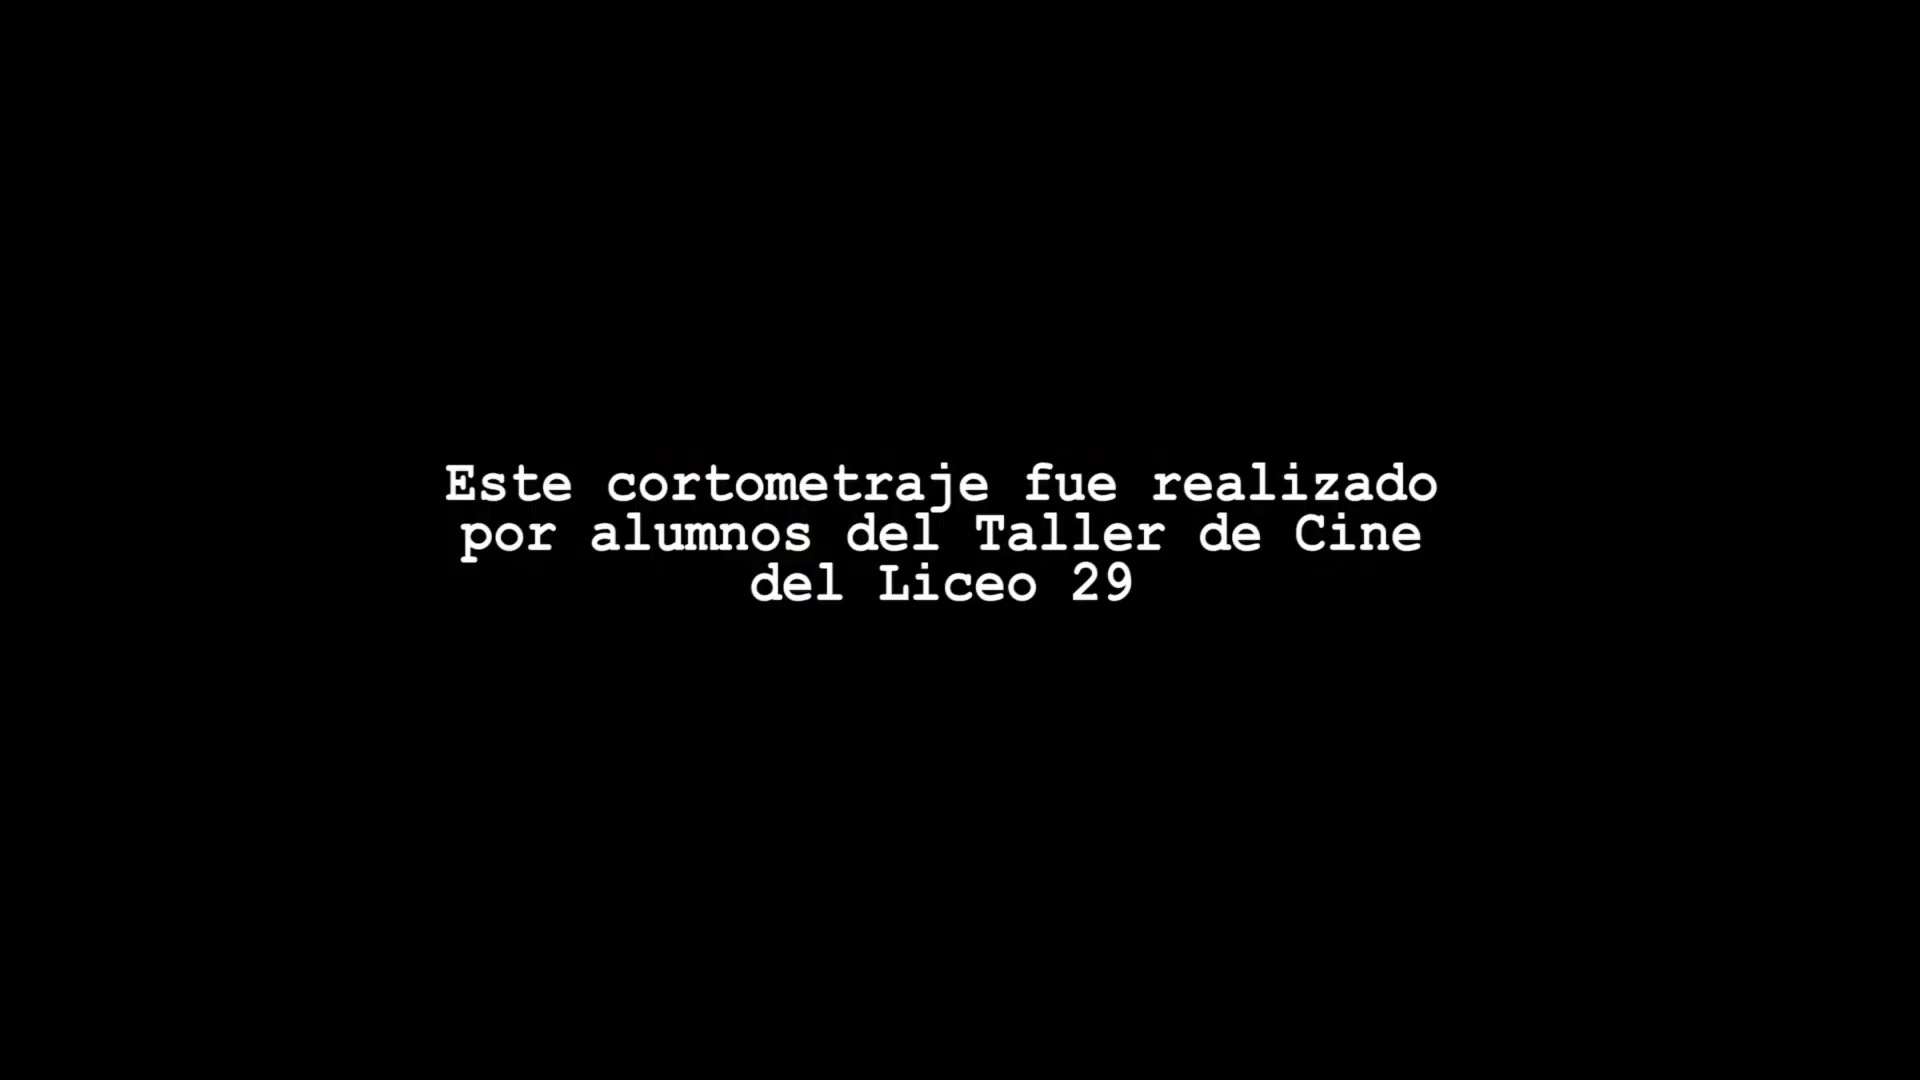 Este cortometraje fue realizado
por alumnos del Taller de Cine
del Liceo 29